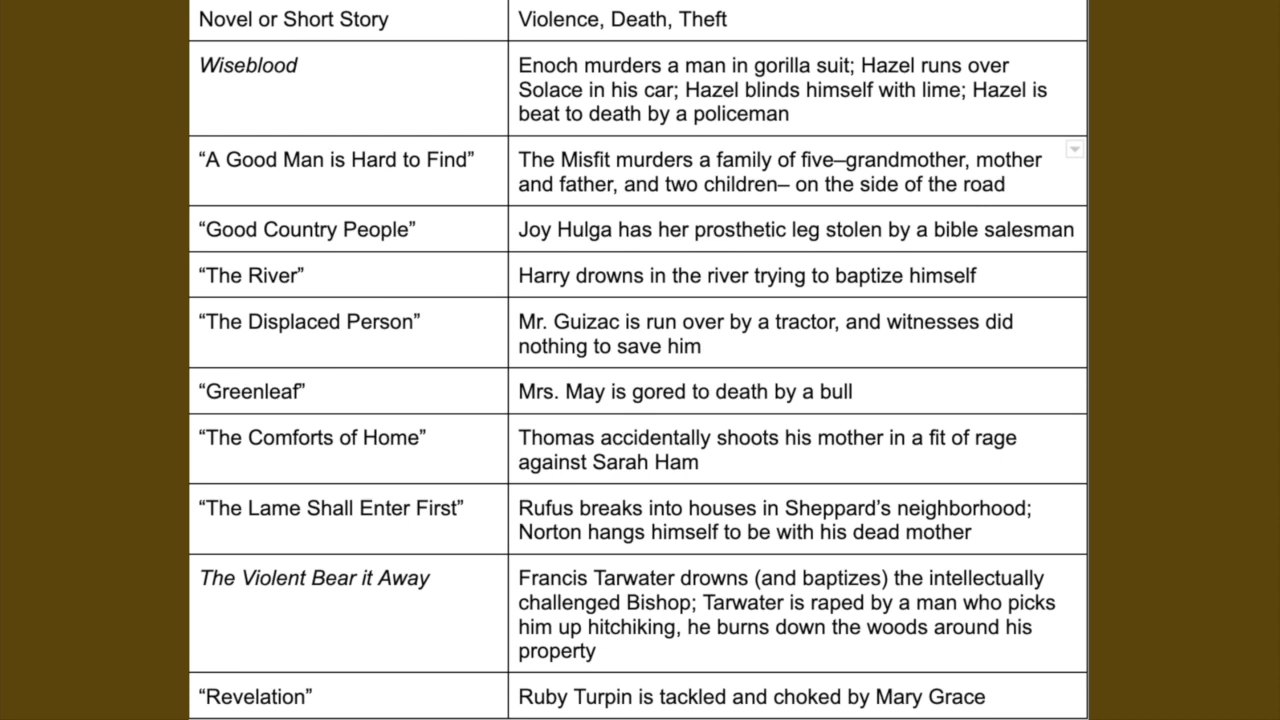 Novel or Short Story
Violence, Death, Theft
Wiseblood
Enoch murders a man in gorilla suit; Hazel runs over
Solace in his car; Hazel blinds himself with lime; Hazel is
beat to death by a policeman
“A Good Man is Hard to Find”
The Misfit murders a family of five–grandmother, mother
and father, and two children– on the side of the road
“Good Country People”
Joy Hulga has her prosthetic leg stolen by a bible salesman
“The River”
Harry drowns in the river trying to baptize himself
“The Displaced Person”
Mr. Guizac is run over by a tractor, and witnesses did
nothing to save him
“Greenleaf”
Mrs. May is gored to death by a bull
“The Comforts of Home”
Thomas accidentally shoots his mother in a fit of rage
against Sarah Ham
“The Lame Shall Enter First”
Rufus breaks into houses in Sheppard’s neighborhood;
Norton hangs himself to be with his dead mother
The Violent Bear it Away
Francis Tarwater drowns (and baptizes) the intellectually
challenged Bishop; Tarwater is raped by a man who picks
him up hitchiking, he burns down the woods around his
property
“Revelation”
Ruby Turpin is tackled and choked by Mary Grace